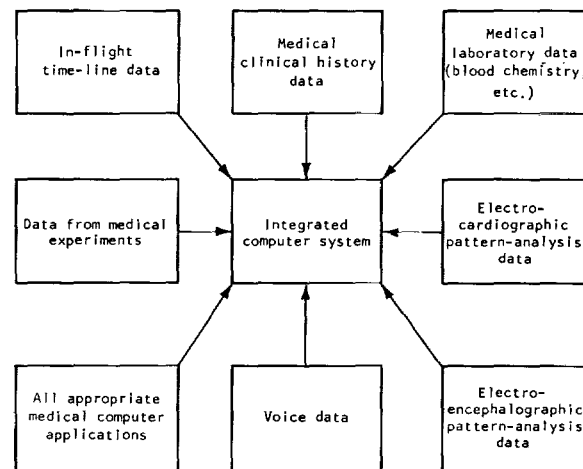 In-flight
time-line data
Medical
clinical history
data
Medical
laboratory data
(blood chemistry,
etc.)
Data from medical
experiments
Integrated
computer system
Electro-
cardiographic
pattern-analysis
data
All appropriate
medical computer
applications
Voice data
Electro-
encephalographic
pattern-analysis
data